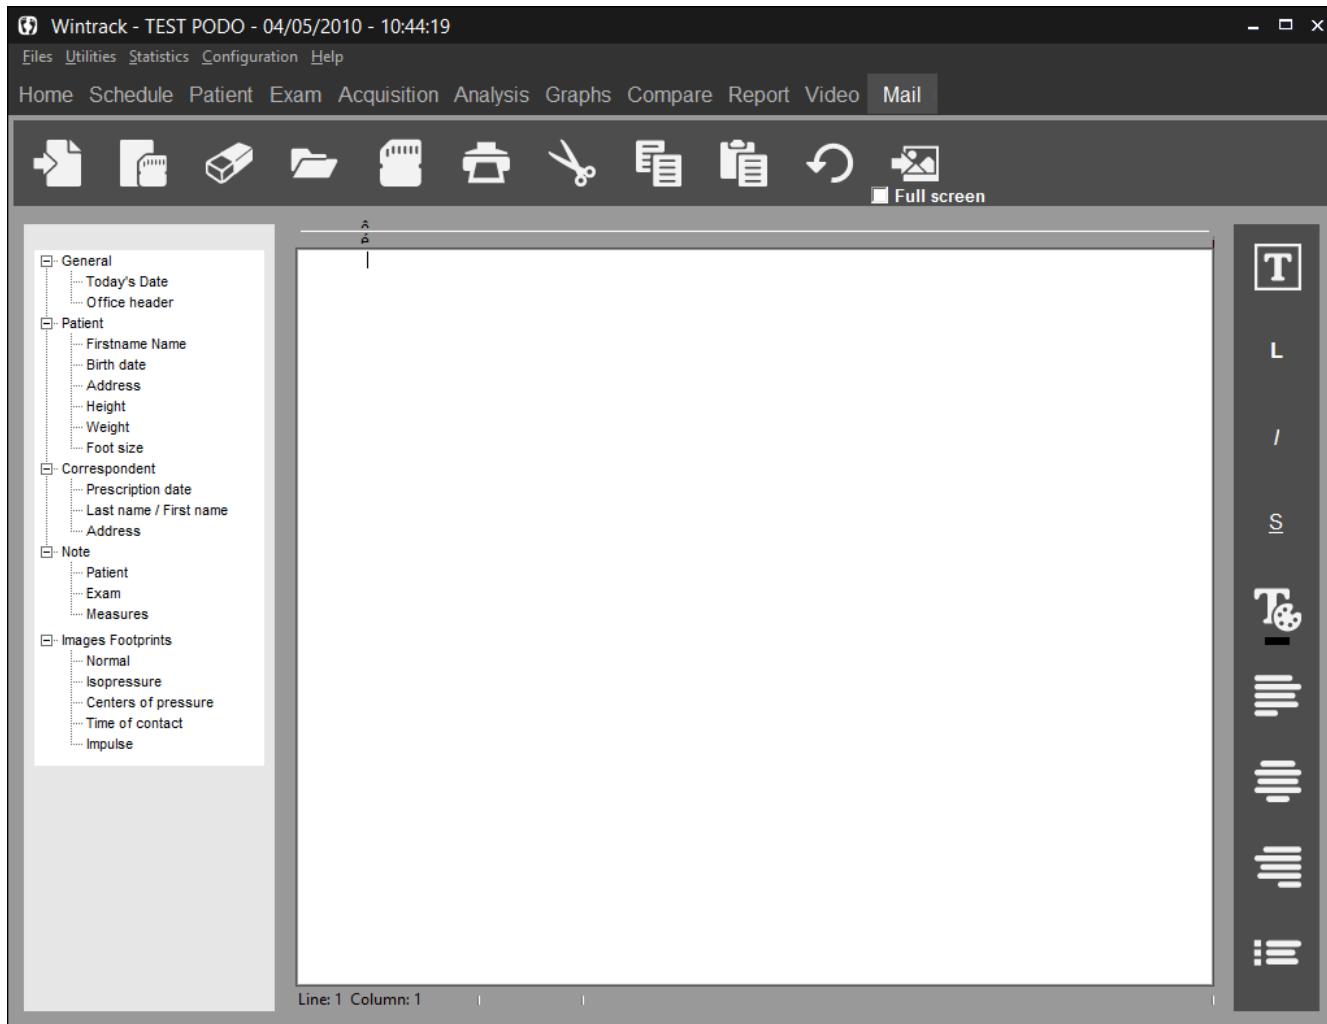 Wintrack - TEST PODO - 04/05/2010 - 10:44:19
Files Utilities Statistics Configuration Help
Home Schedule Patient Exam Acquisition Analysis Graphs Compare Report Video Mail
Full screen
General
Today's Date
Office header
Patient
Firstname Name
Birth date
Address
Height
Weight
Foot size
Correspondent
Prescription date
Last name / First name
Address
Note
Patient
Exam
Measures
Images Footprints
Normal
Isopressure
Centers of pressure
Time of contact
Impulse
T
L
I
S
T
Line: 1 Column: 1